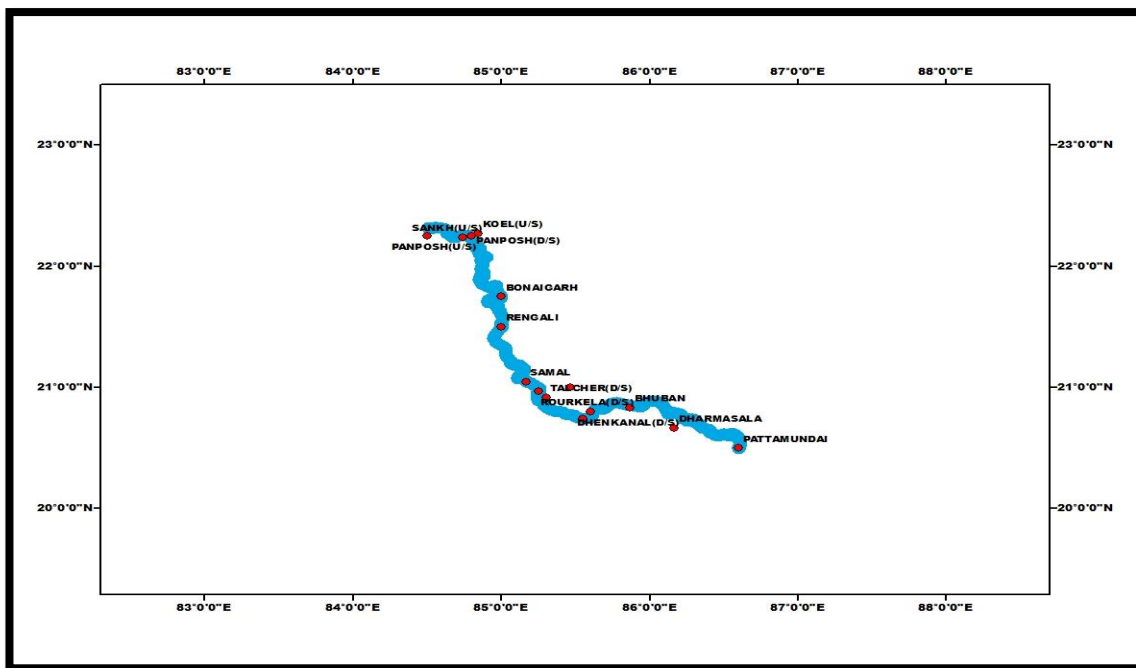 83°0'0"E 84°0'0"E 85°0'0"E 86°0'0"E 87°0'0"E 88°0'0"E
23°0'0"N 23°0'0"N
KOEL(U/S)
SANKH(U/S)
PANPOSH(D/S)
PANPOSH(U/S)
22°0'0"N 22°0'0"N
BONAIGARH
RENGALI
SAMAL
21°0'0"N TALCHER(D/S) 21°0'0"N
BHUBAN
ROURKELA(D/S)
DHARMASALA
DHENKANAL(D/S)
PATTAMUNDAI
20°0'0"N 20°0'0"N
83°0'0"E 84°0'0"E 85°0'0"E 86°0'0"E 87°0'0"E 88°0'0"E